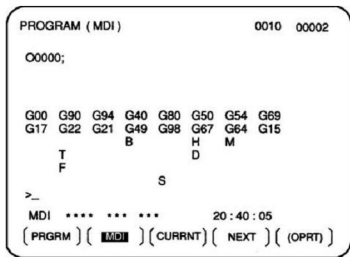 PROGRAM ( MDI ) 0010 00002
O0000;
G00 G90 G94 G40 G80 G50 G54 G69
G17 G22 G21 G49 G98 G67 G64 G15
B H M
T D
F
S
>_
MDI **** *** *** 20 : 40 : 05
( PRGRM ) ( MDI ) ( CURRNT ) ( NEXT ) ( (OPRT) )